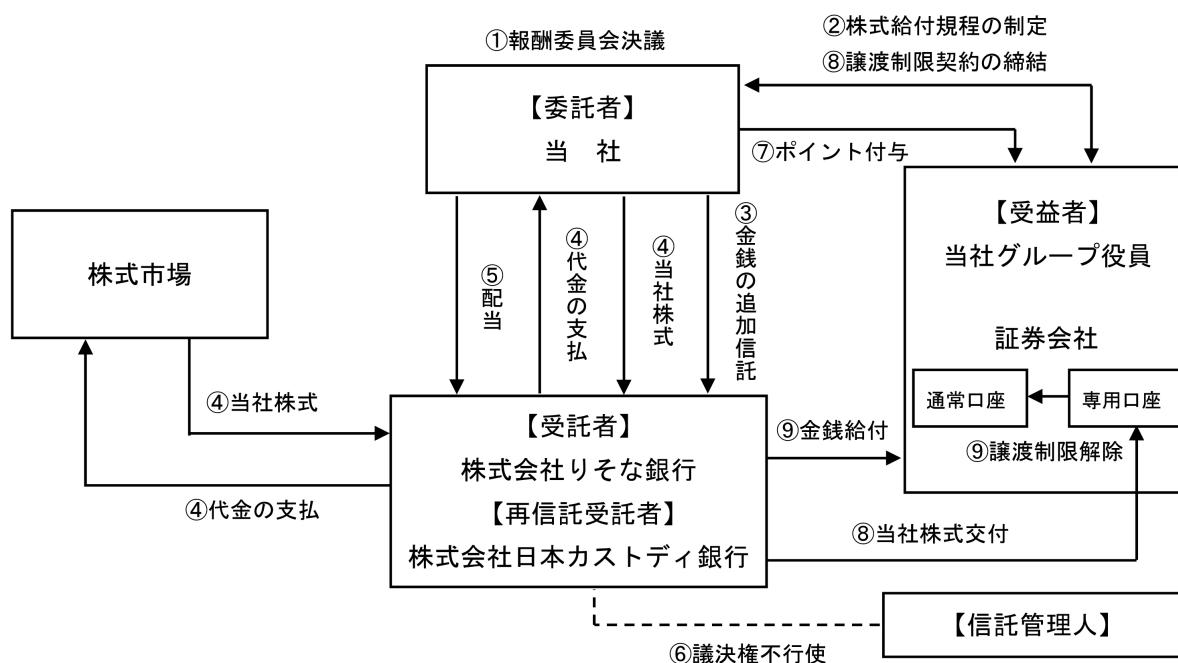 ①報酬委員会決議
②株式給付規程の制定
⑧譲渡制限契約の締結
【委託者】
当　社
⑦ポイント付与
【受益者】
当社グループ役員
証券会社
通常口座
専用口座
⑨譲渡制限解除
株式市場
⑤配当
④代金の支払
④当社株式
③金銭の追加信託
④当社株式
④代金の支払
【受託者】
株式会社りそな銀行
【再信託受託者】
株式会社日本カストディ銀行
⑨金銭給付
⑧当社株式交付
【信託管理人】
⑥議決権不行使